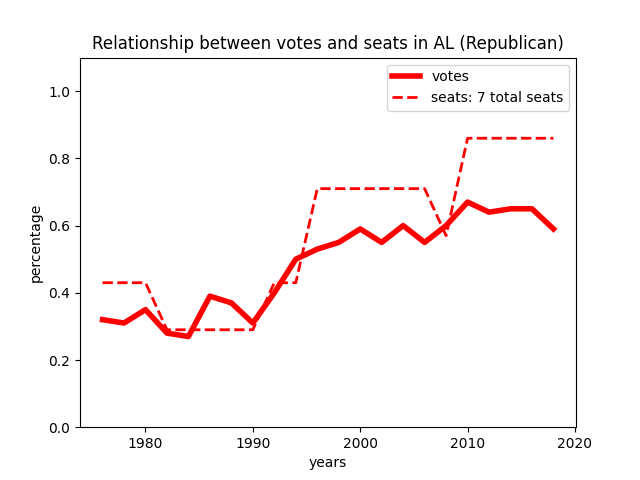 Relationship between votes and seats in AL (Republican)
votes
seats: 7 total seats
percentage
1.0
0.8
0.6
0.4
0.2
0.0
1980 1990 2000 2010 2020
years